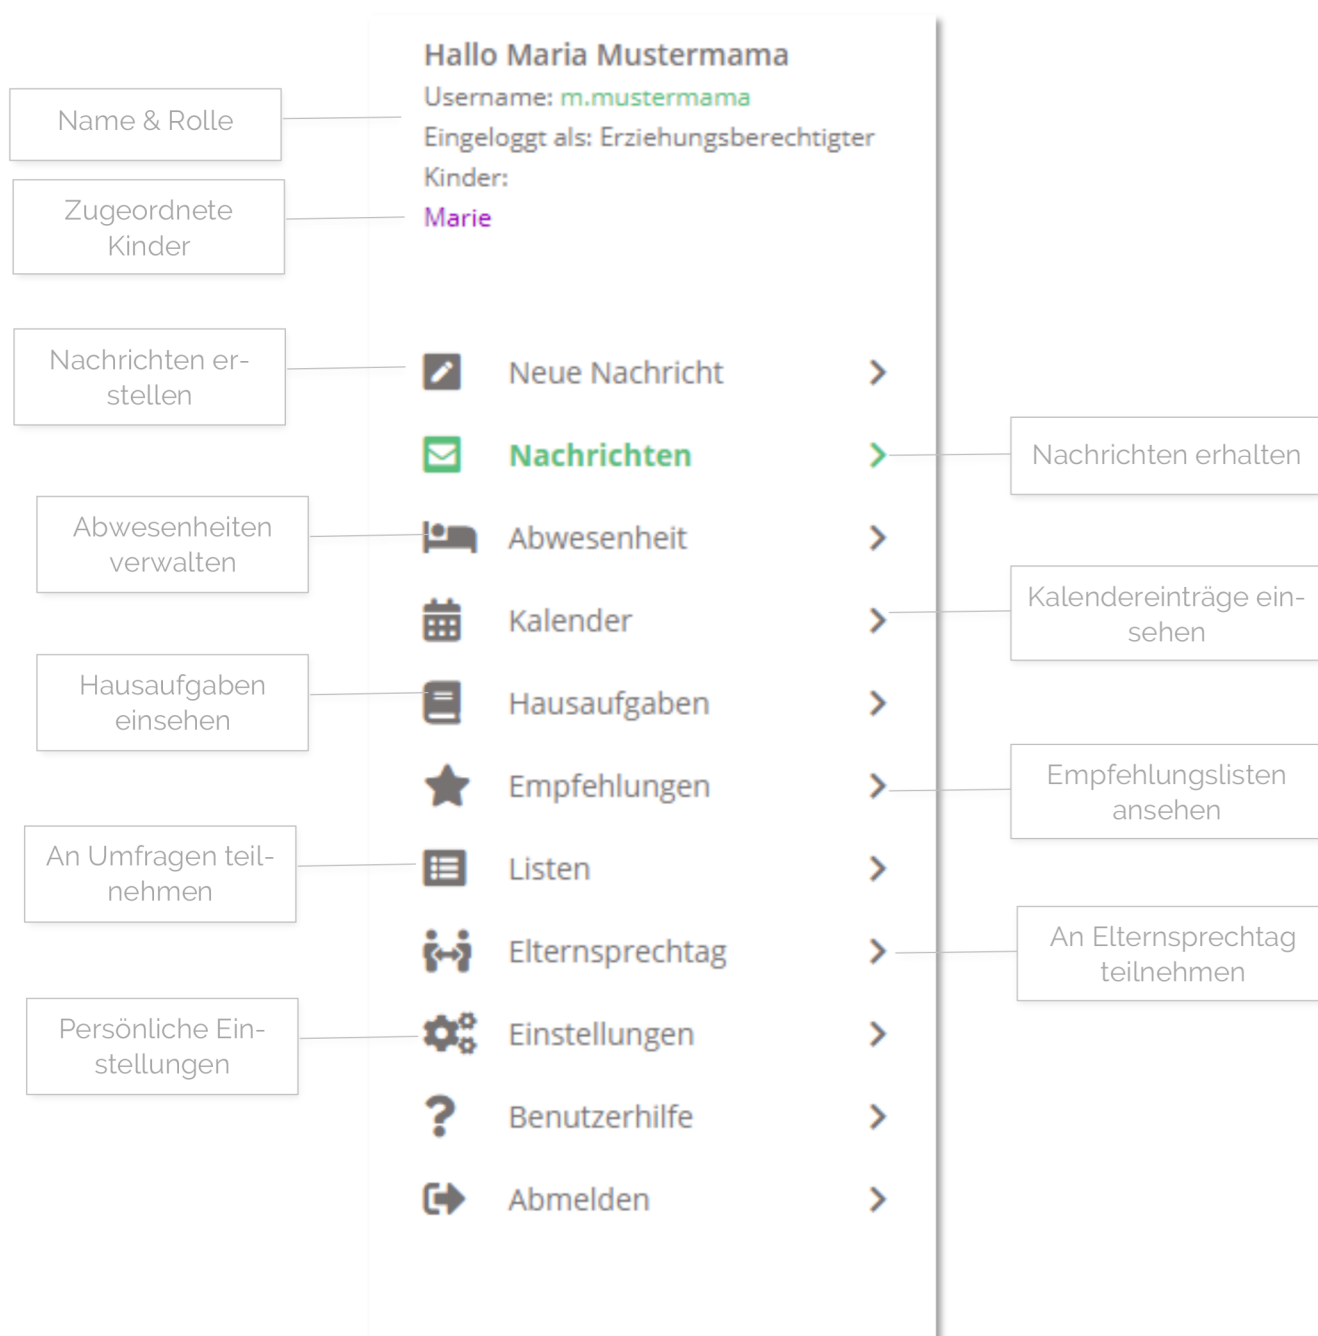 Hallo Maria Mustermama
Username: m.mustermama
Name & Rolle
Eingeloggt als: Erziehungsberechtigter
Kinder:
Zugeordnete
Kinder
Marie
Nachrichten er-
stellen
Neue Nachricht
Nachrichten
Nachrichten erhalten
Abwesenheiten
verwalten
Abwesenheit
Kalender
Kalendereinträge ein-
sehen
Hausaufgaben
einsehen
Hausaufgaben
Empfehlungen
Empfehlungslisten
ansehen
An Umfragen teil-
nehmen
Listen
Elternsprechtag
An Elternsprechtag
teilnehmen
Persönliche Ein-
stellungen
Einstellungen
Benutzerhilfe
Abmelden